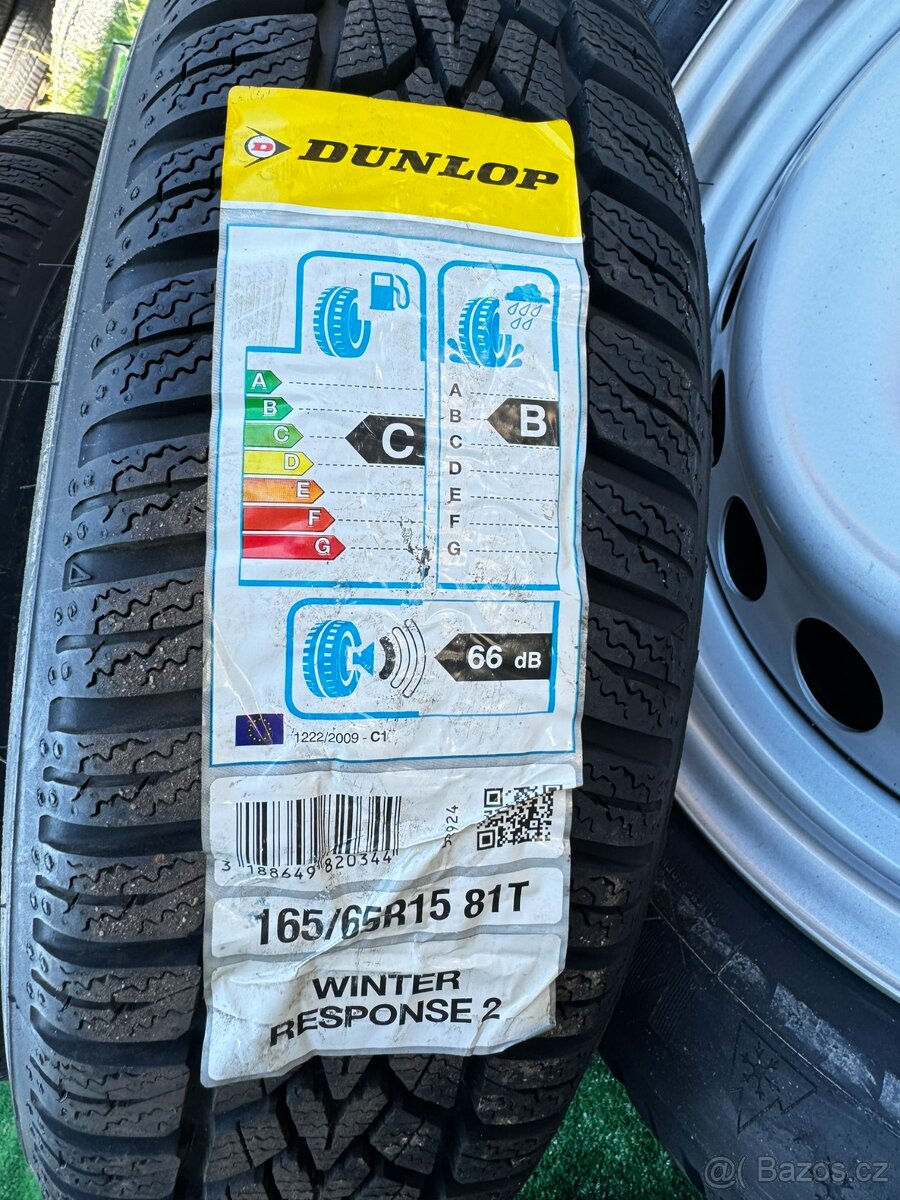 D DUNLOP
A
B
C
D
E
F
G
C
A
B
C
D
E
F
G
B
66 dB
1222/2009 - C1
3 188649 820344
165/65R15 81T
WINTER
RESPONSE 2
@( Bazos.cz